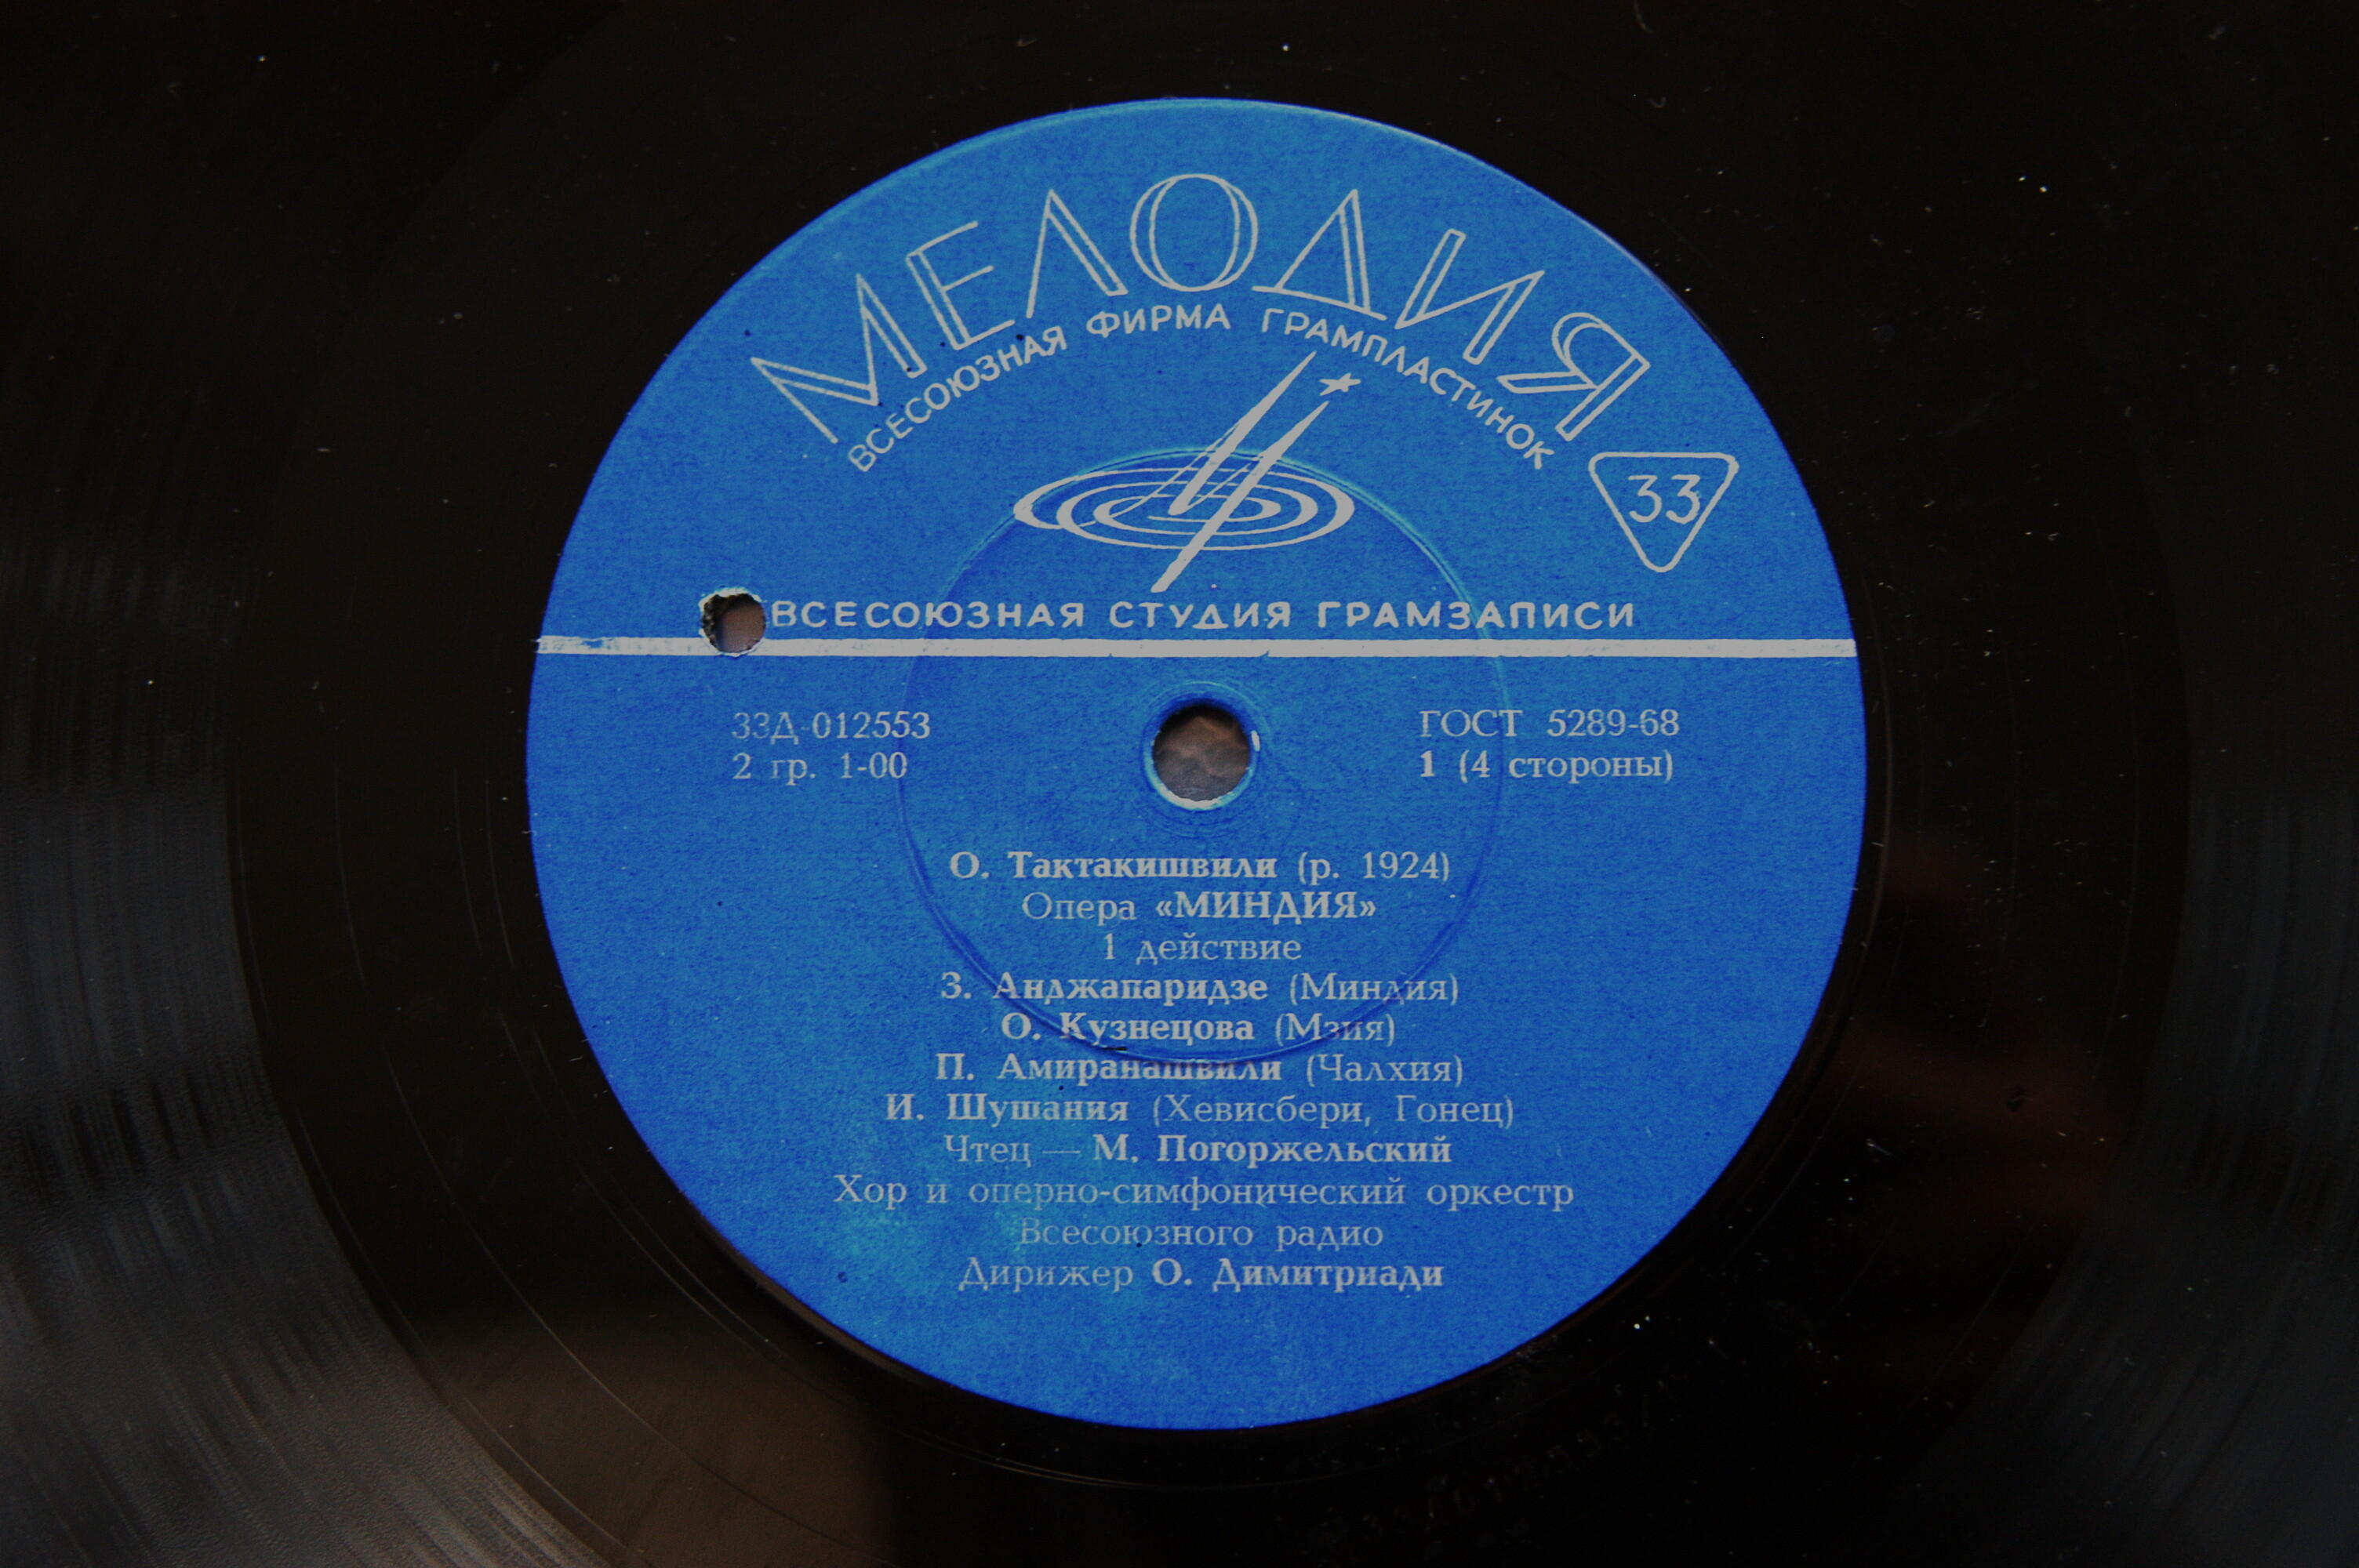 МЕЛОДИЯ
ВСЕСОЮЗНАЯ ФИРМА ГРАМПЛАСТИНОК
33
ВСЕСОЮЗНАЯ СТУДИЯ ГРАМЗАПИСИ
33Д-012553
ГОСТ 5289-68
2 гр. 1-00
1 (4 стороны)
О. Тактакишвили (р. 1924)
Опера «МИНДИЯ»
1 действие
З. Анджапаридзе (Миндия)
О. Кузнецова (Мзия)
П. Амиранашвили (Чалхия)
И. Шушания (Хевисбери, Гонец)
Чтец — М. Погоржельский
Хор и оперно-симфонический оркестр
Всесоюзного радио
Дирижер О. Димитриади